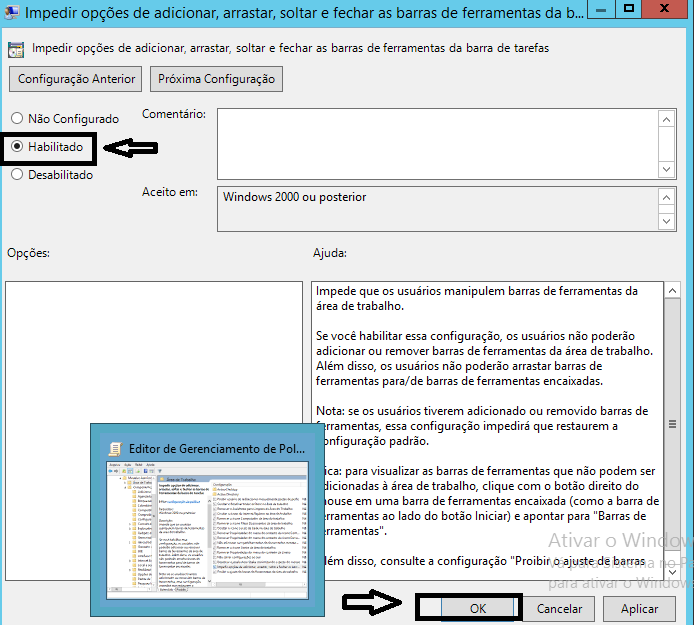 Impedir opções de adicionar, arrastar, soltar e fechar as barras de ferramentas da b...
Impedir opções de adicionar, arrastar, soltar e fechar as barras de ferramentas da barra de tarefas
Configuração Anterior
Próxima Configuração
Não Configurado
Comentário:
Habilitado
Desabilitado
Aceito em:
Windows 2000 ou posterior
Opções:
Ajuda:
Impede que os usuários manipulem barras de ferramentas da
área de trabalho.
Se você habilitar essa configuração, os usuários não poderão
adicionar ou remover barras de ferramentas da área de trabalho.
Além disso, os usuários não poderão arrastar barras de
ferramentas para/de barras de ferramentas encaixadas.
Nota: se os usuários tiverem adicionado ou removido barras de
ferramentas, essa configuração impedirá que restaurem a
configuração padrão.
ica: para visualizar as barras de ferramentas que não podem ser
dicionadas à área de trabalho, clique com o botão direito do
ouse em uma barra de ferramentas encaixada (como a barra de
erramentas ao lado do botão Iniciar) e apontar para "Barras de
erramentas".
lém disso, consulte a configuração "Proibir o ajuste de barras
Editor de Gerenciamento de Pol...
Ativar o Window
para ativar o Windows
OK
Cancelar
Aplicar